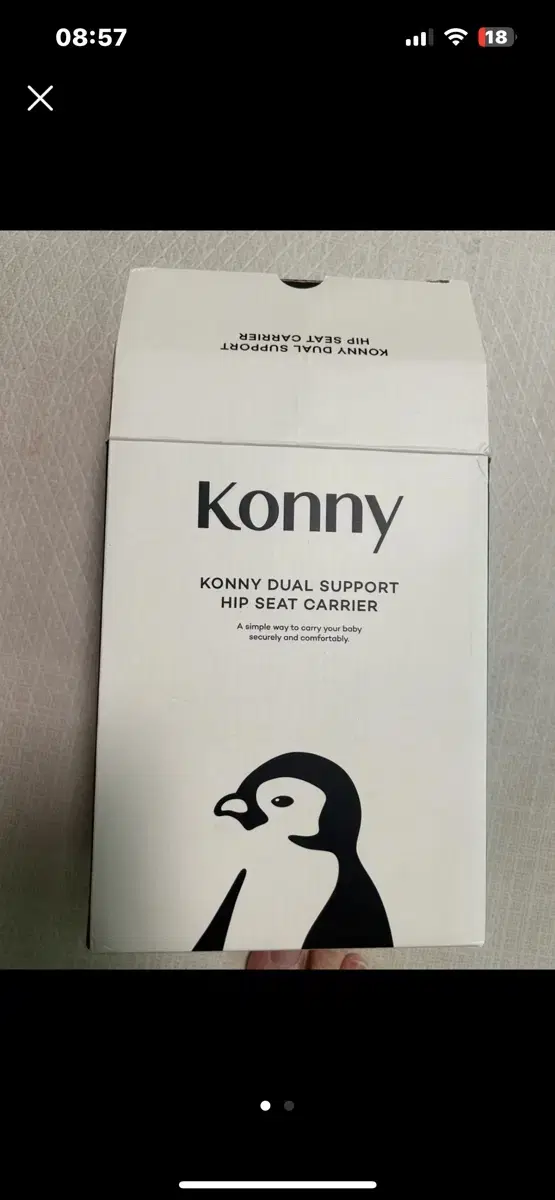 08:57
18
KONNY DUAL SUPPORT
HIP SEAT CARRIER
Konny
KONNY DUAL SUPPORT
HIP SEAT CARRIER
A simple way to carry your baby
securely and comfortably.